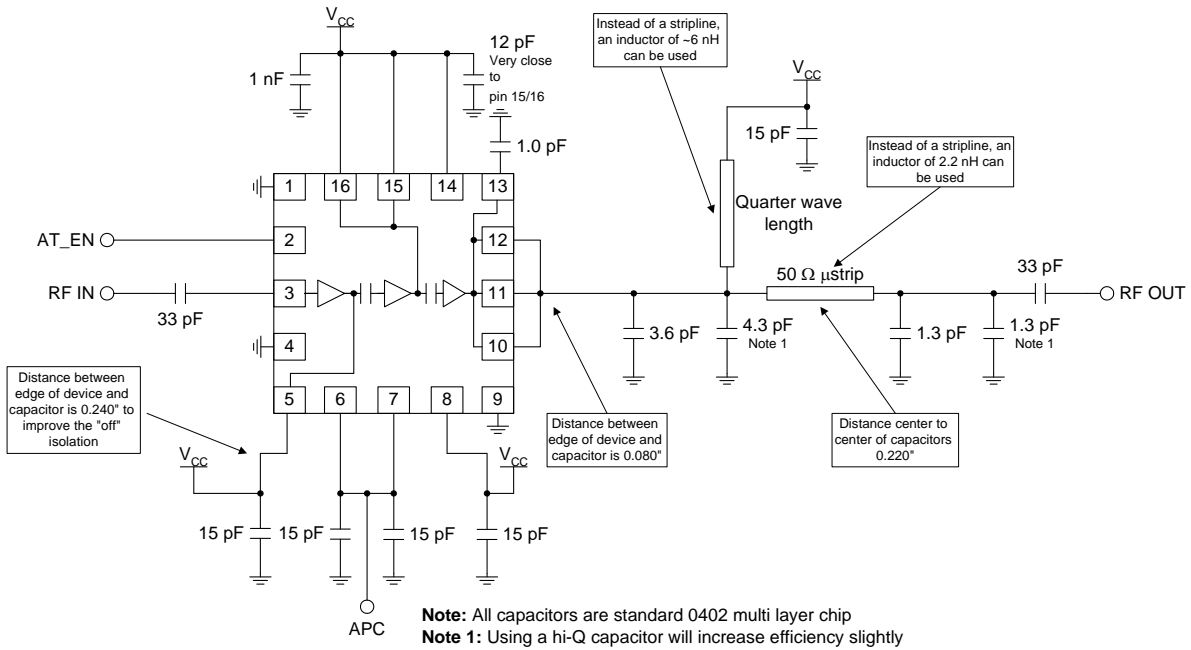 Instead of a stripline,
an inductor of ~6 nH
can be used
VCC
12 pF
Very close
to
pin 15/16
1 nF
1.0 pF
VCC
15 pF
Instead of a stripline, an
inductor of 2.2 nH can
be used
1
16
15
14
13
Quarter wave
length
AT_EN
2
12
50 Ω μstrip
33 pF
RF IN
3
11
RF OUT
33 pF
3.6 pF
4.3 pF
Note 1
1.3 pF
1.3 pF
Note 1
4
10
Distance between
edge of device and
capacitor is 0.240" to
improve the "off"
isolation
5
6
7
8
9
Distance between
edge of device and
capacitor is 0.080"
Distance center to
center of capacitors
0.220"
VCC
VCC
15 pF
15 pF
15 pF
15 pF
APC
Note: All capacitors are standard 0402 multi layer chip
Note 1: Using a hi-Q capacitor will increase efficiency slightly